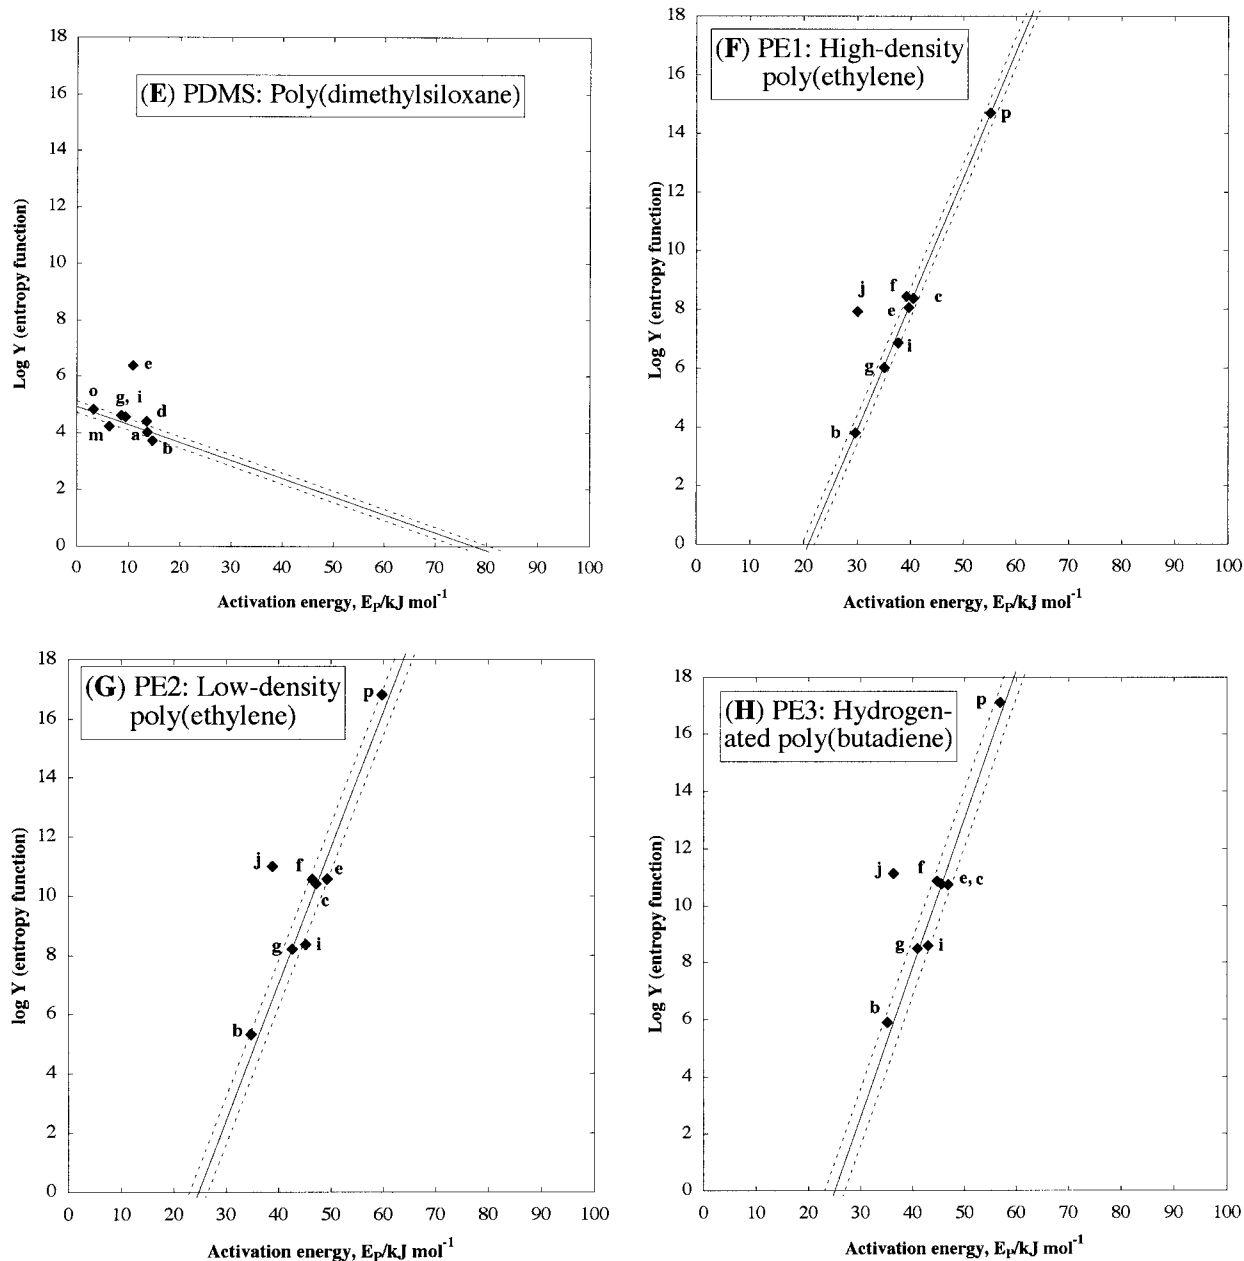 (E) PDMS: Poly(dimethylsiloxane)
18
16
14
12
10
8
6
4
2
0
Log Y (entropy function)
e
o
g, i
d
m
a
b
0 10 20 30 40 50 60 70 80 90 100
Activation energy, EP/kJ mol-1
(F) PE1: High-density
poly(ethylene)
18
16
14
12
10
8
6
4
2
0
Log Y (entropy function)
p
j
f
c
e
i
g
b
0 10 20 30 40 50 60 70 80 90 100
Activation energy, EP/kJ mol-1
(G) PE2: Low-density
poly(ethylene)
18
16
14
12
10
8
6
4
2
0
log Y (entropy function)
p
j
f
e
c
g
i
b
0 10 20 30 40 50 60 70 80 90 100
Activation energy, EP/kJ mol-1
(H) PE3: Hydrogen-
ated poly(butadiene)
18
16
14
12
10
8
6
4
2
0
Log Y (entropy function)
p
j
f
e, c
g
i
b
0 10 20 30 40 50 60 70 80 90 100
Activation energy, EP/kJ mol-1